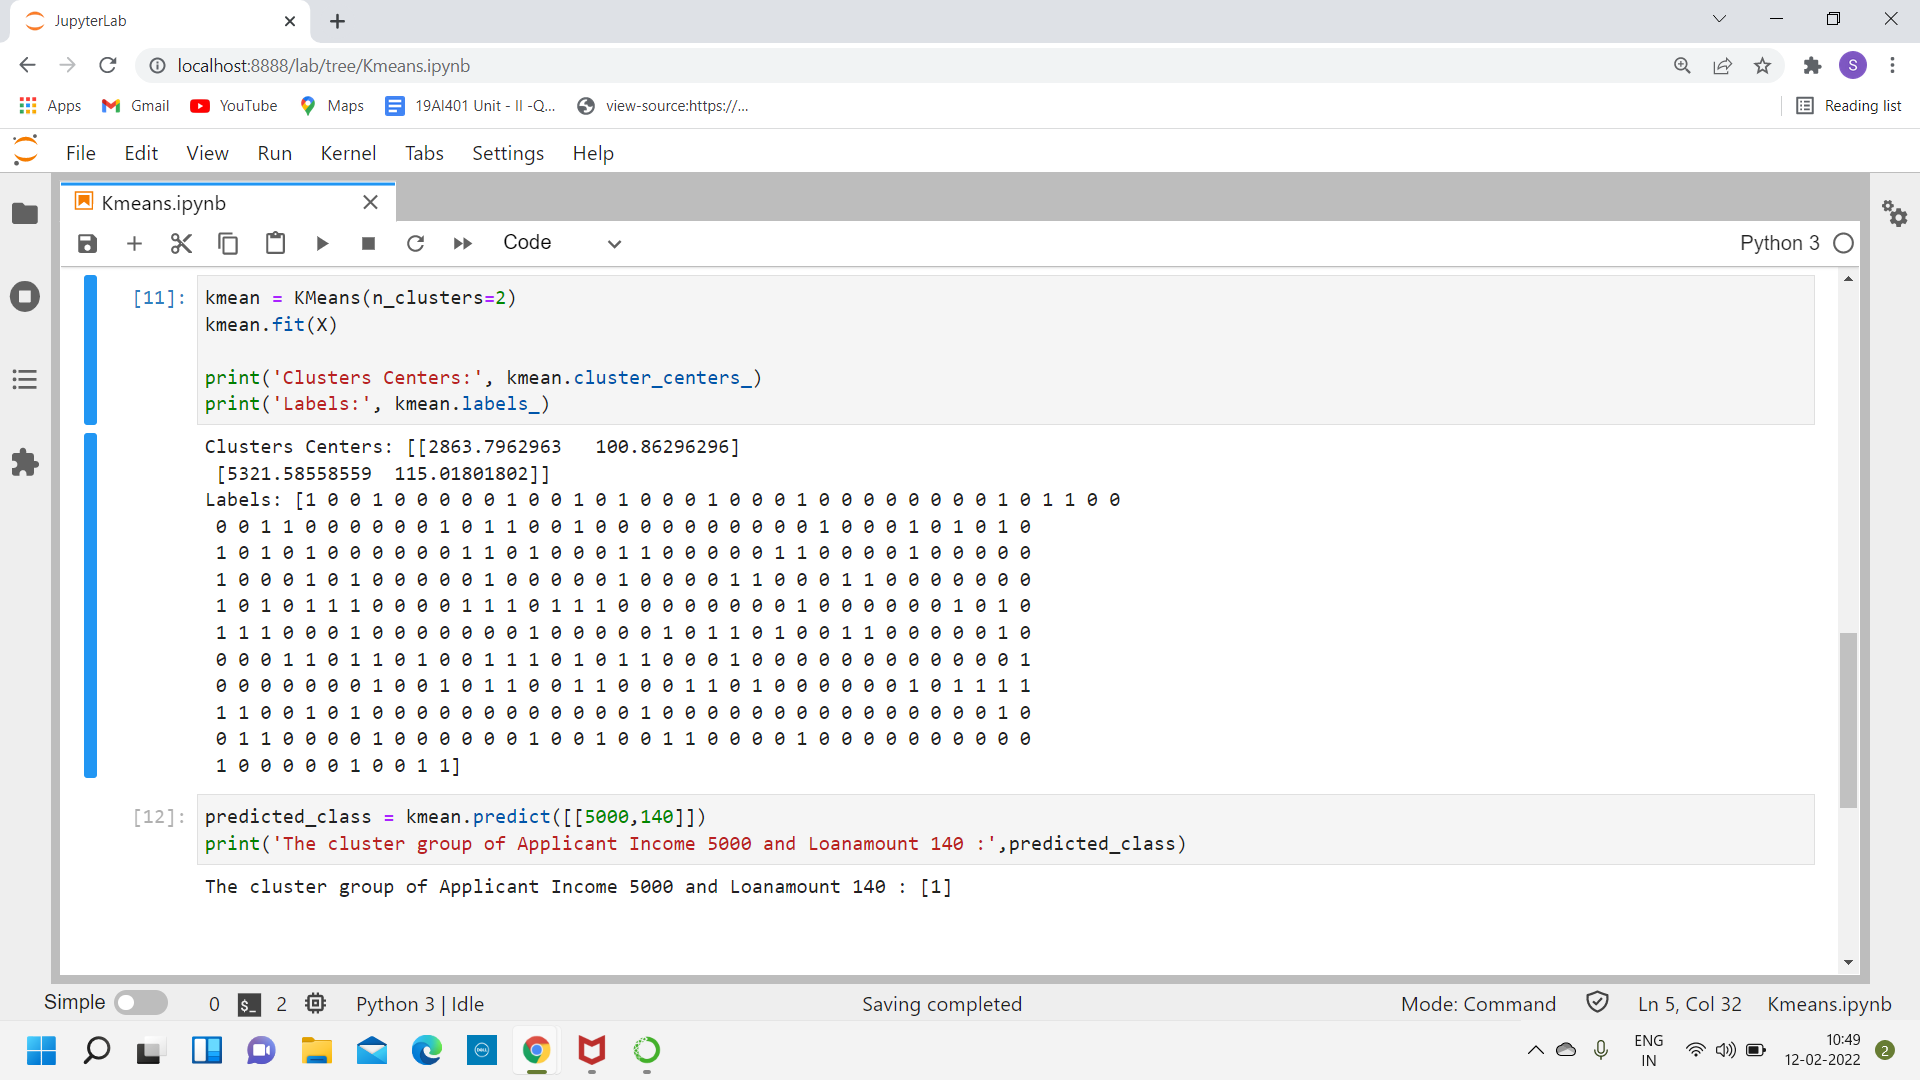 JupyterLab
localhost:8888/lab/tree/Kmeans.ipynb
S
Apps Gmail YouTube Maps 19AI401 Unit - II -Q... view-source:https://... Reading list
File Edit View Run Kernel Tabs Settings Help
Kmeans.ipynb
Code Python 3
[11]: kmean = KMeans(n_clusters=2)
kmean.fit(X)
print('Clusters Centers:', kmean.cluster_centers_)
print('Labels:', kmean.labels_)
Clusters Centers: [[2863.7962963   100.86296296]
[5321.58558559  115.01801802]]
Labels: [1 0 0 1 0 0 0 0 0 1 0 0 1 0 1 0 0 0 1 0 0 0 1 0 0 0 0 0 0 0 0 1 0 1 1 0 0
0 0 1 1 0 0 0 0 0 0 1 0 1 1 0 0 1 0 0 0 0 0 0 0 0 0 0 1 0 0 0 1 0 1 0 1 0
1 0 1 0 1 0 0 0 0 0 0 1 1 0 1 0 0 0 1 1 0 0 0 0 0 1 1 0 0 0 0 1 0 0 0 0 0
1 0 0 0 1 0 1 0 0 0 0 0 1 0 0 0 0 0 1 0 0 0 0 1 1 0 0 0 1 1 0 0 0 0 0 0 0
1 0 1 0 1 1 1 0 0 0 0 1 1 1 0 1 1 1 0 0 0 0 0 0 0 0 1 0 0 0 0 0 0 1 0 1 0
1 1 1 0 0 0 1 0 0 0 0 0 0 0 1 0 0 0 0 0 1 0 1 1 0 1 0 0 1 1 0 0 0 0 0 1 0
0 0 0 1 1 0 1 1 0 1 0 0 1 1 1 0 1 0 1 1 0 0 0 1 0 0 0 0 0 0 0 0 0 0 0 0 1
0 0 0 0 0 0 0 1 0 0 1 0 1 1 0 0 1 1 0 0 0 1 1 0 1 0 0 0 0 0 0 1 0 1 1 1 1
1 1 0 0 1 0 1 0 0 0 0 0 0 0 0 0 0 0 0 1 0 0 0 0 0 0 0 0 0 0 0 0 0 0 0 1 0
0 1 1 0 0 0 0 1 0 0 0 0 0 0 1 0 0 1 0 0 1 1 0 0 0 0 1 0 0 0 0 0 0 0 0 0 0
1 0 0 0 0 0 1 0 0 1 1]
[12]: predicted_class = kmean.predict([[5000,140]])
print('The cluster group of Applicant Income 5000 and Loanamount 140 :',predicted_class)
The cluster group of Applicant Income 5000 and Loanamount 140 : [1]
Simple 0 $_ 2 Python 3 | Idle Saving completed Mode: Command Ln 5, Col 32 Kmeans.ipynb
DELL
ENG
IN
10:49
12-02-2022
2